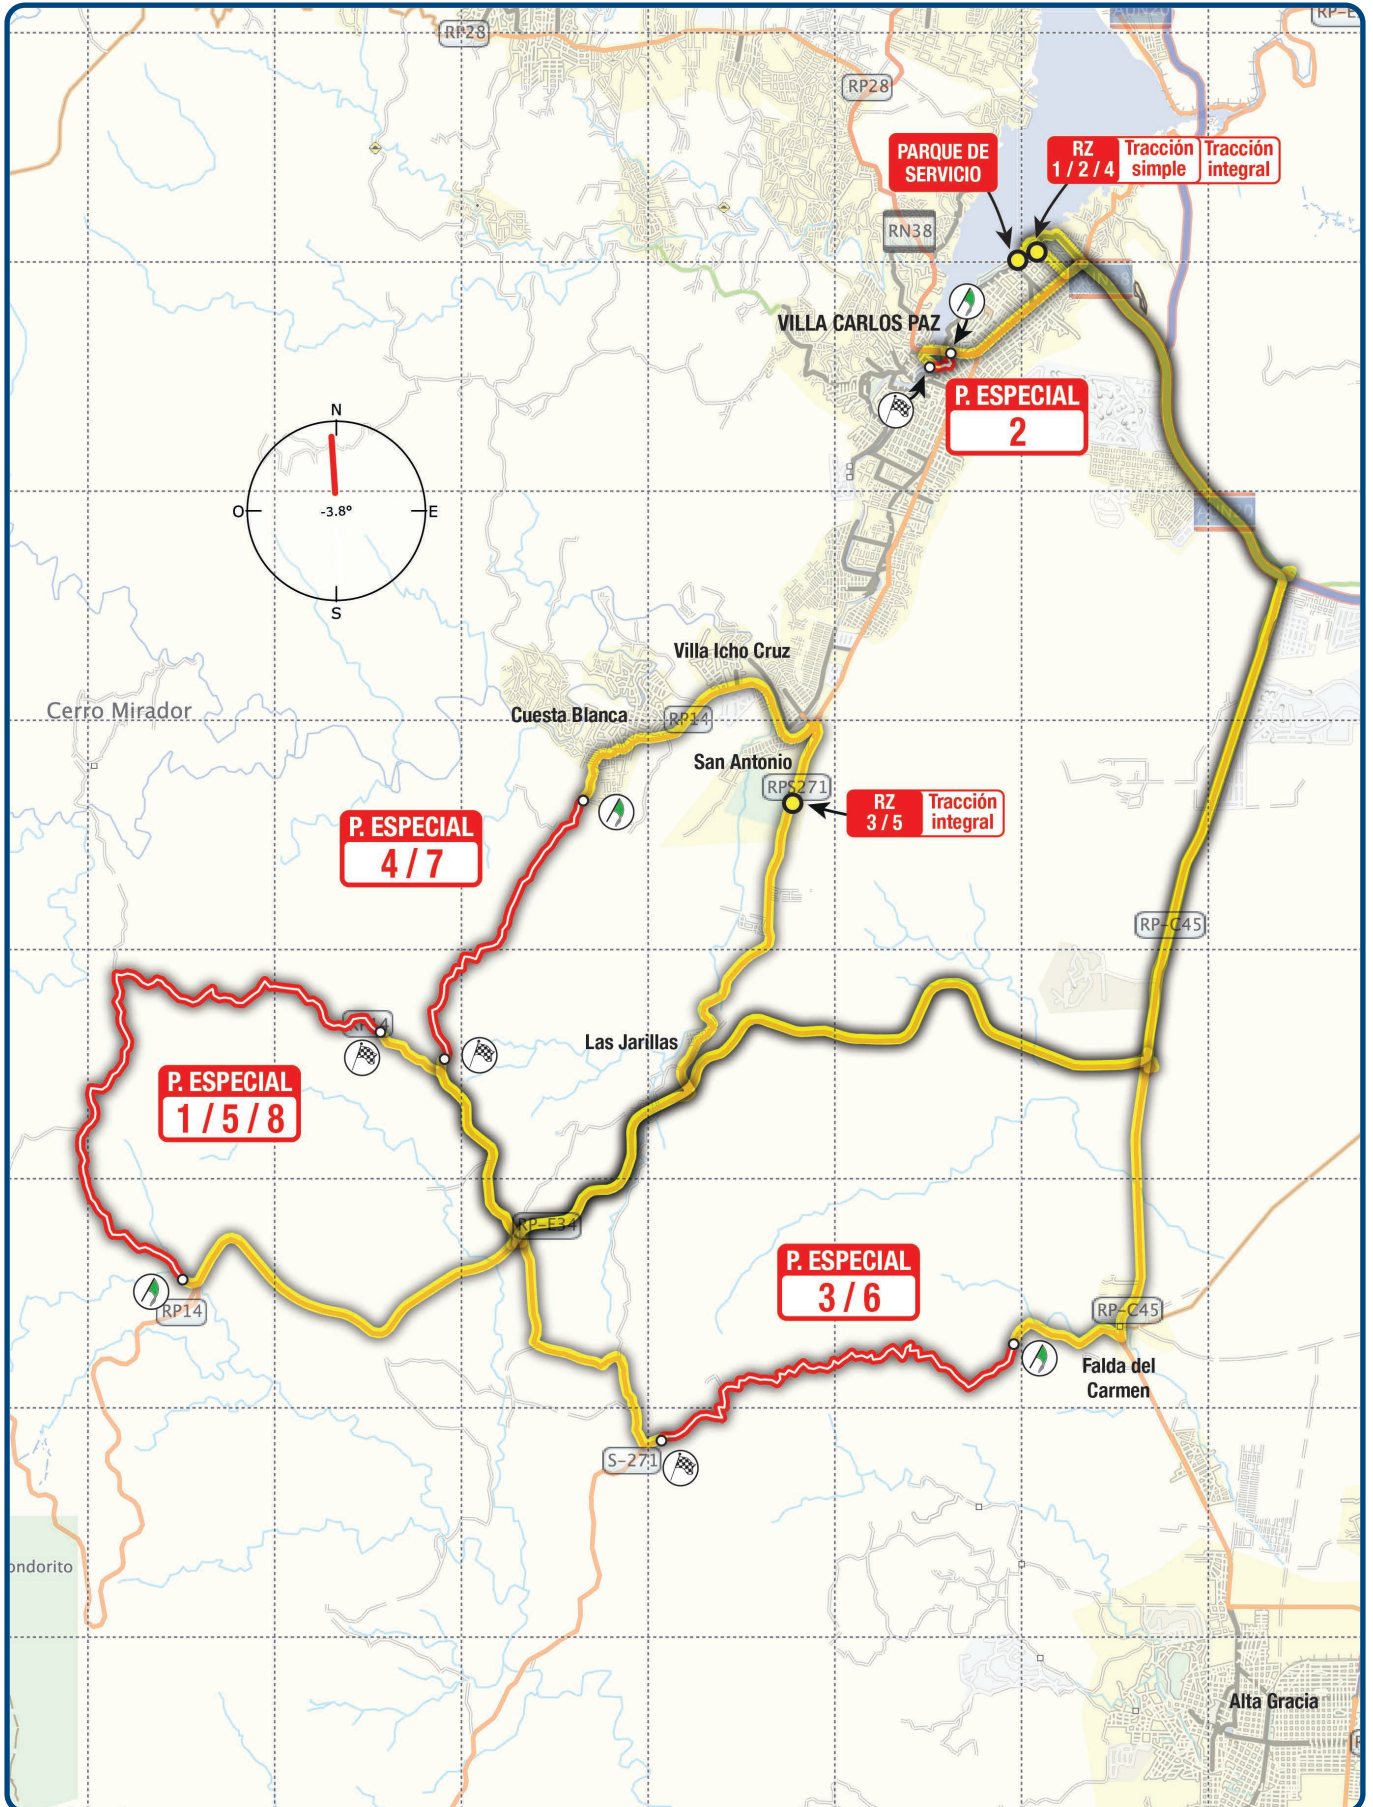 RP28
RP-E
RP28
PARQUE DE
SERVICIO
RZ
1 / 2 / 4
Tracción
simple
Tracción
integral
RN38
VILLA CARLOS PAZ
P. ESPECIAL
2
N
O
-3.8°
E
S
Villa Icho Cruz
Cerro Mirador
Cuesta Blanca
RP14
San Antonio
RPS271
RZ
3 / 5
Tracción
integral
P. ESPECIAL
4 / 7
RP-C45
RP14
Las Jarillas
P. ESPECIAL
1 / 5 / 8
RP-E34
P. ESPECIAL
3 / 6
RP14
RP-C45
Falda del
Carmen
S-271
ondorito
Alta Gracia